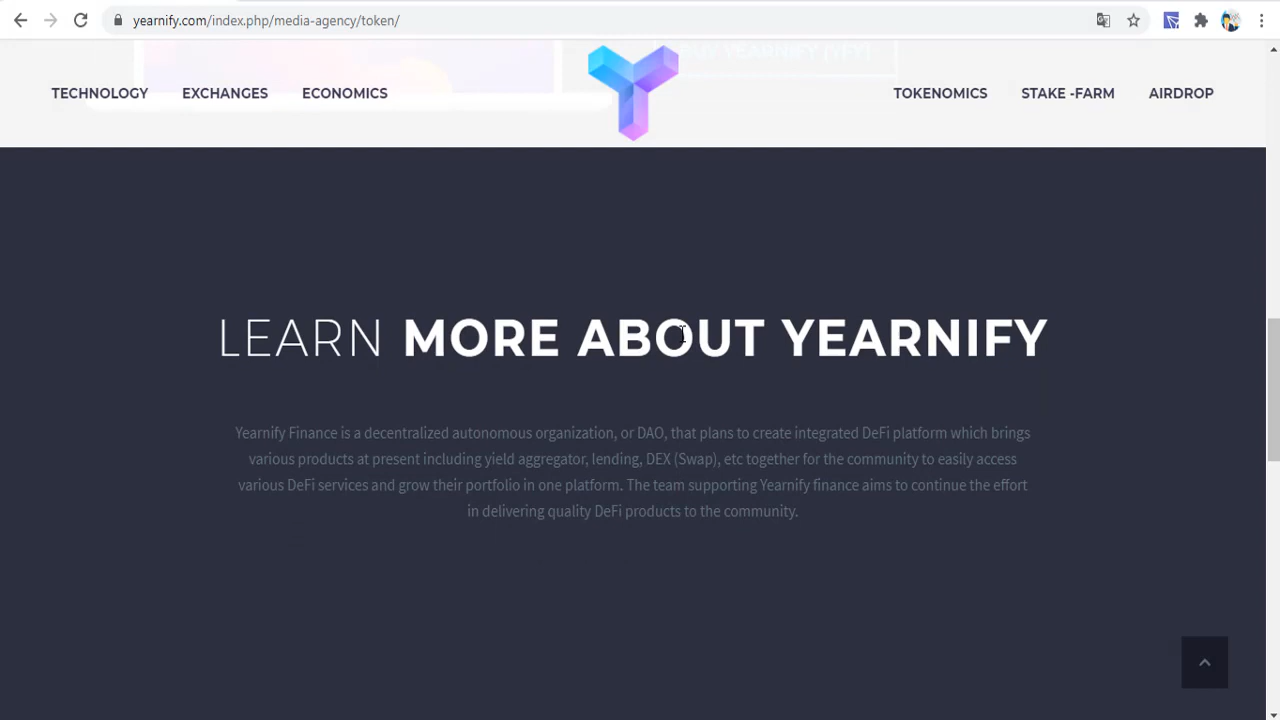 yearnify.com/index.php/media-agency/token/
BUY YEARNIFY (YFI)
TECHNOLOGY EXCHANGES ECONOMICS TOKENOMICS STAKE -FARM AIRDROP
LEARN MORE ABOUT YEARNIFY
Yearnify Finance is a decentralized autonomous organization, or DAO, that plans to create integrated DeFi platform which brings
various products at present including yield aggregator, lending, DEX (Swap), etc together for the community to easily access
various DeFi services and grow their portfolio in one platform. The team supporting Yearnify finance aims to continue the effort
in delivering quality DeFi products to the community.